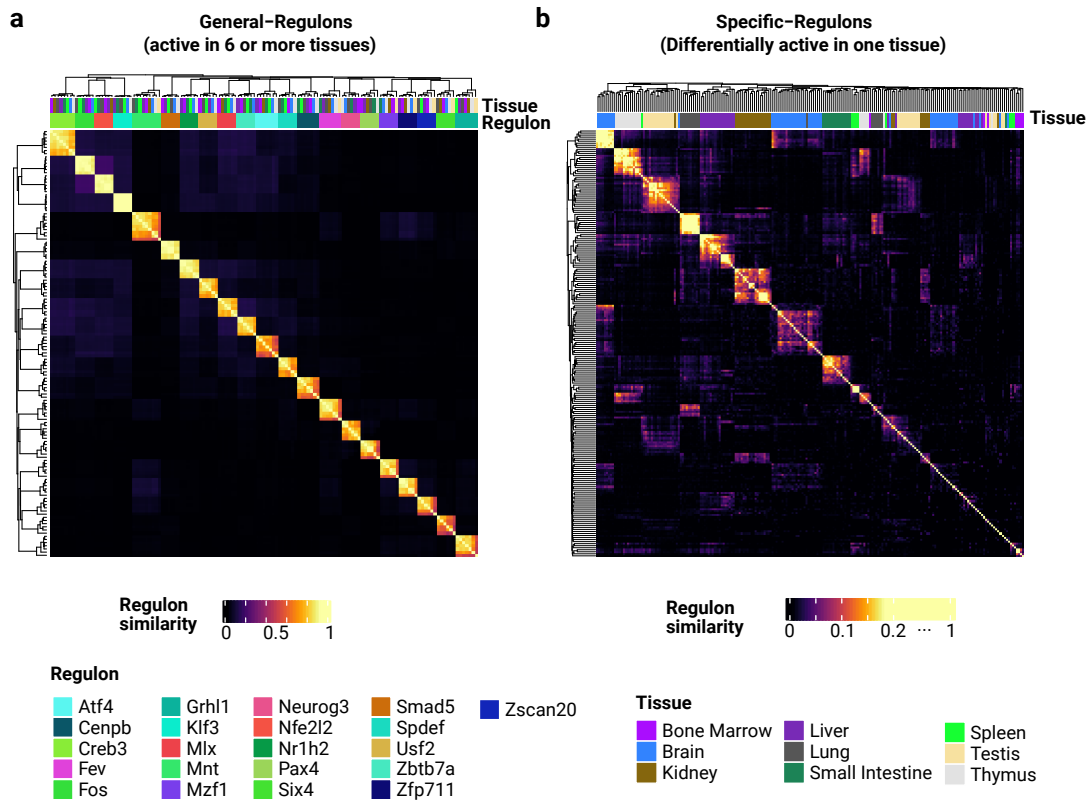 a
General-Regulons
(active in 6 or more tissues)
Tissue
Regulon
Regulon
similarity
0 0.5 1
b
Specific-Regulons
(Differentially active in one tissue)
Tissue
Regulon
similarity
0 0.1 0.2 ... 1
Regulon
Atf4
Cenpb
Creb3
Fev
Fos
Grhl1
Klf3
Mlx
Mnt
Mzf1
Neurog3
Nfe2l2
Nr1h2
Pax4
Six4
Smad5
Spdef
Usf2
Zbtb7a
Zfp711
Zscan20
Tissue
Bone Marrow
Brain
Kidney
Liver
Lung
Small Intestine
Spleen
Testis
Thymus